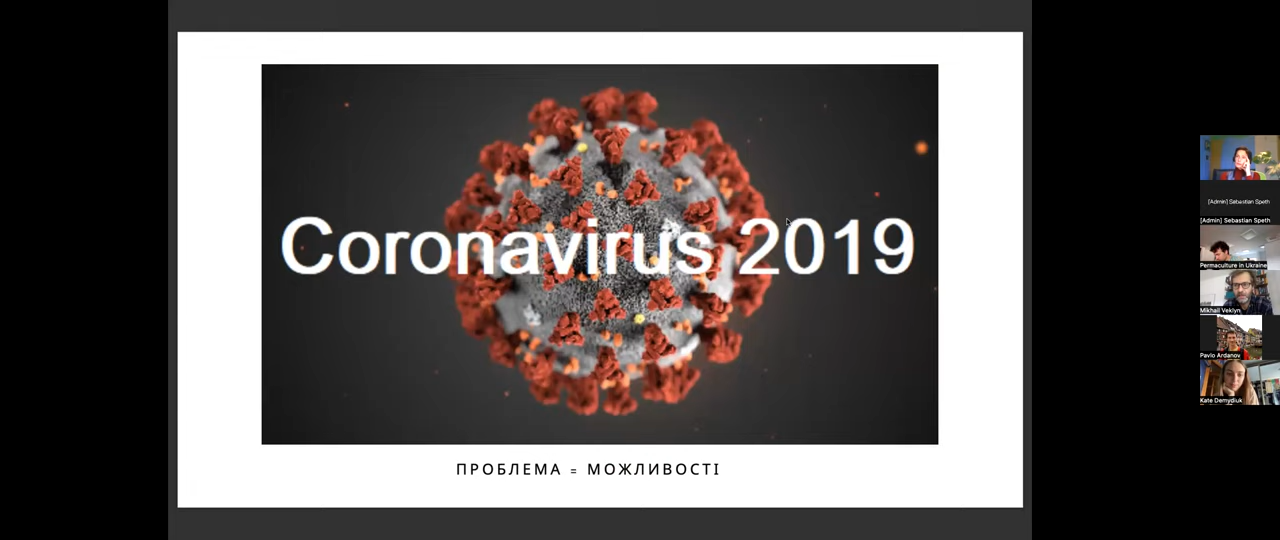 Coronavirus 2019
ПРОБЛЕМА = МОЖЛИВОСТІ
[Admin] Sebastian Speth
[Admin] Sebastian Speth
Permaculture in Ukraine
Mikhail Veklyn
Pavlo Ardanov
Kate Demydiuk